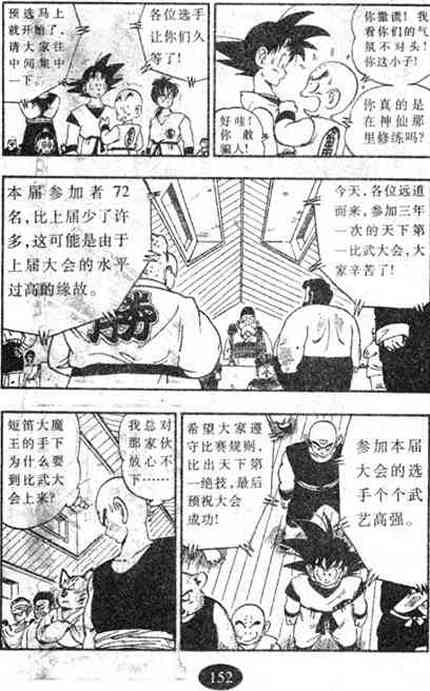 你撒谎!我
看你们的气
氛不对头!
你这小子!
你真的是
在神仙那
里修练吗?
好哇!
你敢
骗人!
各位选手
让你们久
等了!
预选马上
就开始了,
请大家往
中间集中
一下。
今天,各位远道
而来,参加三年
一次的天下第
一比武大会,大
家辛苦了!
本届参加者72
名,比上届少了许
多,这可能是由于
上届大会的水平
过高的缘故。
勝
参加本届
大会的选
手个个武
艺高强。
希望大家遵
守比赛规则,
比出天下第
一绝技,最后
预祝大会
成功!
我总对
那家伙
放心不
下……
短笛大魔
王的手下
为什么要
到比武大
会上来?
152